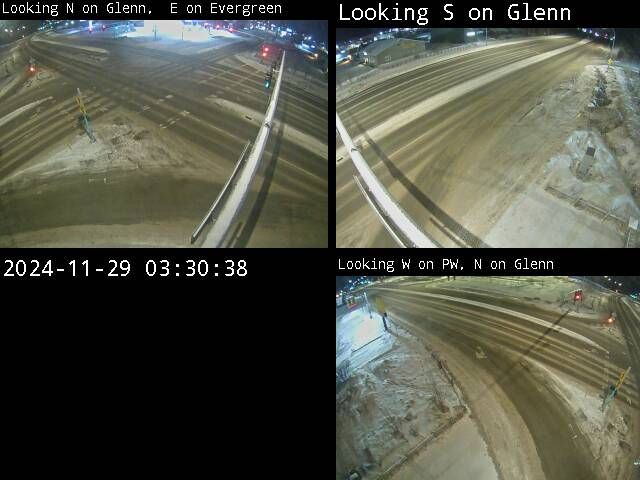 Looking N on Glenn,  E on Evergreen
Looking S on Glenn
2024-11-29 03:30:38
Looking W on PW, N on Glenn